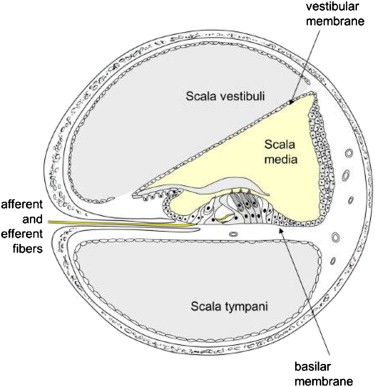 vestibular
membrane
Scala vestibuli
Scala
media
afferent
and
efferent
fibers
Scala tympani
basilar
membrane